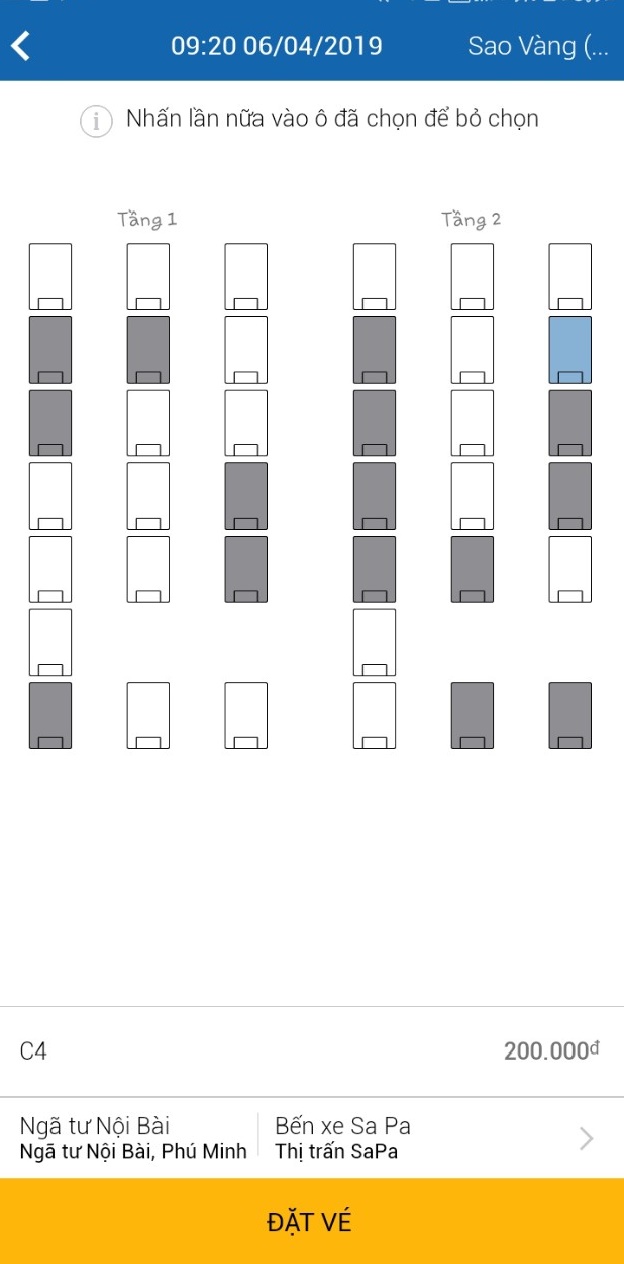 09:20 06/04/2019 Sao Vàng (...
Nhấn lần nữa vào ô đã chọn để bỏ chọn
Tầng 1 Tầng 2
C4 200.000đ
Ngã tư Nội Bài
Ngã tư Nội Bài, Phú Minh
Bến xe Sa Pa
Thị trấn SaPa
ĐẶT VÉ